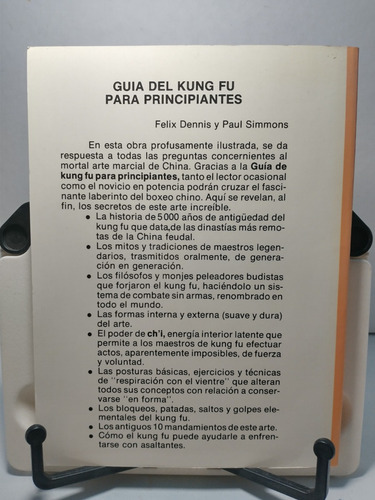 GUIA DEL KUNG FU
PARA PRINCIPIANTES
Felix Dennis y Paul Simmons
En esta obra profusamente ilustrada, se da
respuesta a todas las preguntas concernientes al
mortal arte marcial de China. Gracias a la Guía de
kung fu para principiantes, tanto el lector ocasional
como el novicio en potencia podrán cruzar el fasci-
nante laberinto del boxeo chino. Aquí se revelan, al
fin, los secretos de este arte increíble.
● La historia de 5000 años de antigüedad del
kung fu que data, de las dinastías más remo-
tas de la China feudal.
● Los mitos y tradiciones de maestros legen-
darios, trasmitidos oralmente, de genera-
ción en generación.
● Los filósofos y monjes peleadores budistas
que forjaron el kung fu, haciéndolo un sis-
tema de combate sin armas, renombrado en
todo el mundo.
● Las formas interna y externa (suave y dura)
del arte.
● El poder de ch'i, energía interior latente que
permite a los maestros de kung fu efectuar
actos, aparentemente imposibles, de fuerza
y voluntad.
● Las posturas básicas, ejercicios y técnicas
de "respiración con el vientre" que alteran
todos sus conceptos con relación a conser-
varse "en forma".
● Los bloqueos, patadas, saltos y golpes ele-
mentales del kung fu.
● Los antiguos 10 mandamientos de este arte.
● Cómo el kung fu puede ayudarle a enfren-
tarse con asaltantes.